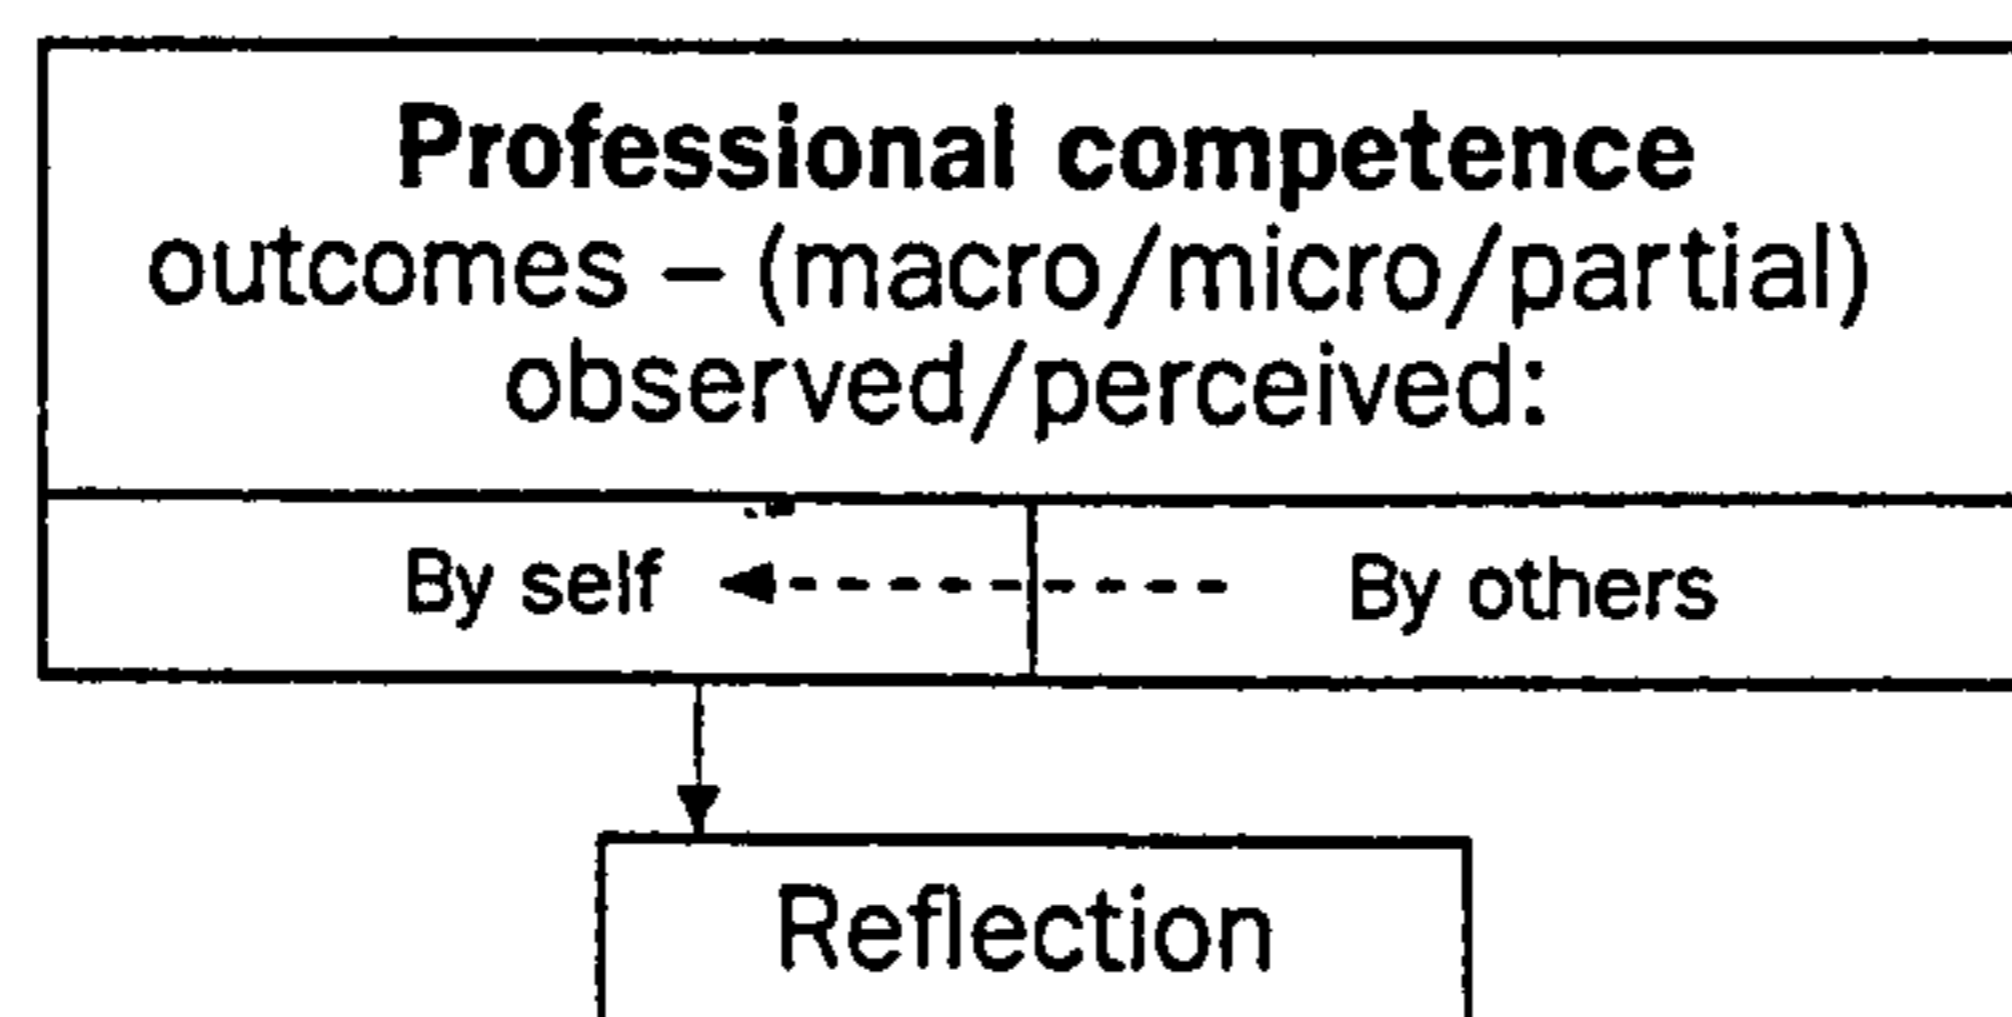 Professional competence
outcomes – (macro/micro/partial)
observed/perceived:
By self
By others
Reflection